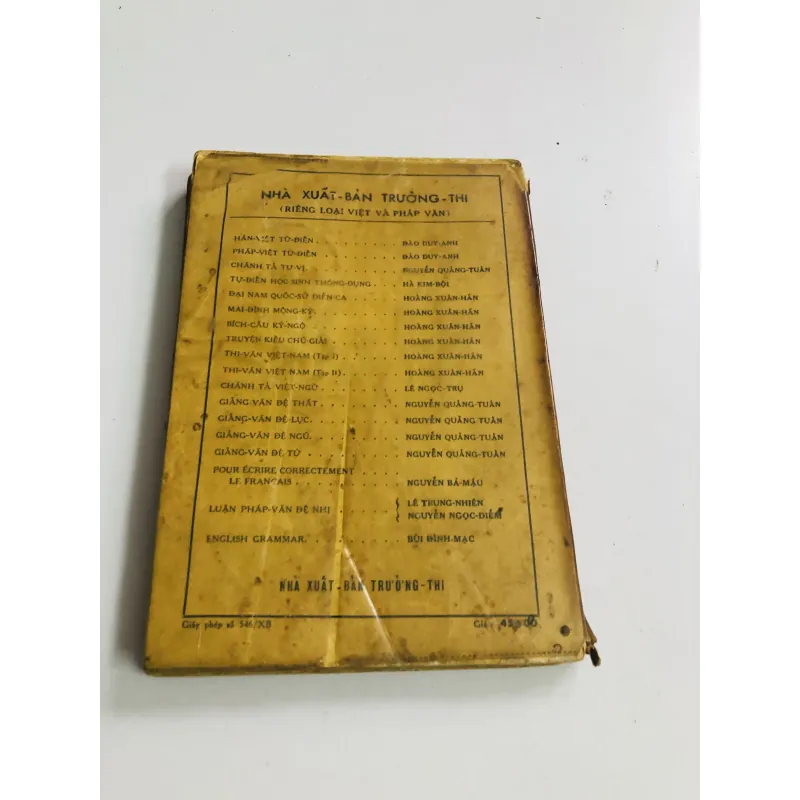 NHÀ XUẤT-BẢN TRƯỜNG-THI
(RIÊNG LOẠI VIỆT VÀ PHÁP VĂN)
HÁN-VIỆT TỪ-ĐIỂN . . . . . . . . . ĐÀO DUY-ANH
PHÁP-VIỆT TỪ-ĐIỂN . . . . . . . . ĐÀO DUY-ANH
CHÁNH TẢ TỰ-VỊ . . . . . . . . . NGUYỄN QUẢNG-TUÂN
TỰ-ĐIỂN HỌC SINH THÔNG-DỤNG . . . HÀ KIM-BỘI
ĐẠI NAM QUỐC-SỬ DIỄN-CA . . . . . . HOÀNG XUÂN-HÃN
MAI-ĐÌNH MỘNG-KÝ. . . . . . . . . HOÀNG XUÂN-HÃN
BÍCH-CÂU KỲ-NGỘ . . . . . . . . . HOÀNG XUÂN-HÃN
TRUYỆN KIỀU CHÚ GIẢI . . . . . . . HOÀNG XUÂN-HÃN
THI-VĂN VIỆT-NAM (Tập I) . . . . . . HOÀNG XUÂN-HÃN
THI-VĂN VIỆT-NAM (Tập II) . . . . . . HOÀNG XUÂN-HÃN
CHÁNH TẢ VIỆT-NGỮ . . . . . . . . LÊ NGỌC-TRỤ
GIẢNG VĂN ĐỆ THẤT . . . . . . . . NGUYỄN QUẢNG-TUÂN
GIẢNG-VĂN ĐỆ-LỤC. . . . . . . . . NGUYỄN QUẢNG-TUÂN
GIẢNG-VĂN ĐỆ NGŨ. . . . . . . . . NGUYỄN QUẢNG-TUÂN
GIẢNG-VĂN ĐỆ TỨ . . . . . . . . . NGUYỄN QUẢNG-TUÂN
POUR ÉCRIRE CORRECTEMENT . . . .
LE FRANÇAIS . . . . . . . . . . NGUYỄN BÁ-MẬU
LUẬN PHÁP-VĂN ĐỆ NHỊ . . . . . { LÊ TRUNG-NHIÊN
NGUYỄN NGỌC-DIỄM
ENGLISH GRAMMAR. . . . . . . . . BÙI ĐÌNH-MẠC
NHÀ XUẤT-BẢN TRƯỜNG-THI
Giấy phép số 546/XB Giá : 45$00